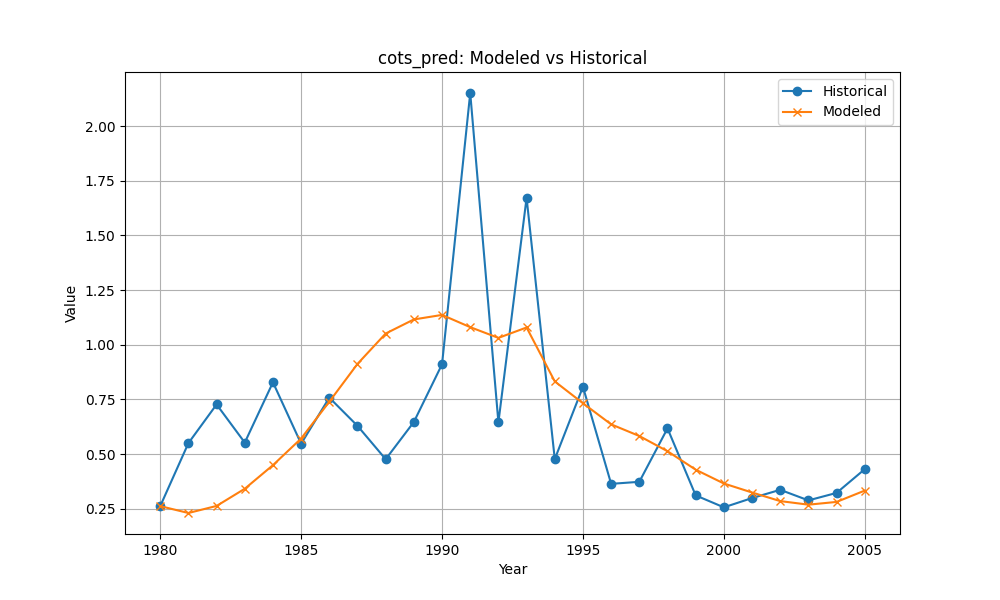 cots_pred: Modeled vs Historical
Historical
Modeled
Value
2.00
1.75
1.50
1.25
1.00
0.75
0.50
0.25
1980 1985 1990 1995 2000 2005
Year